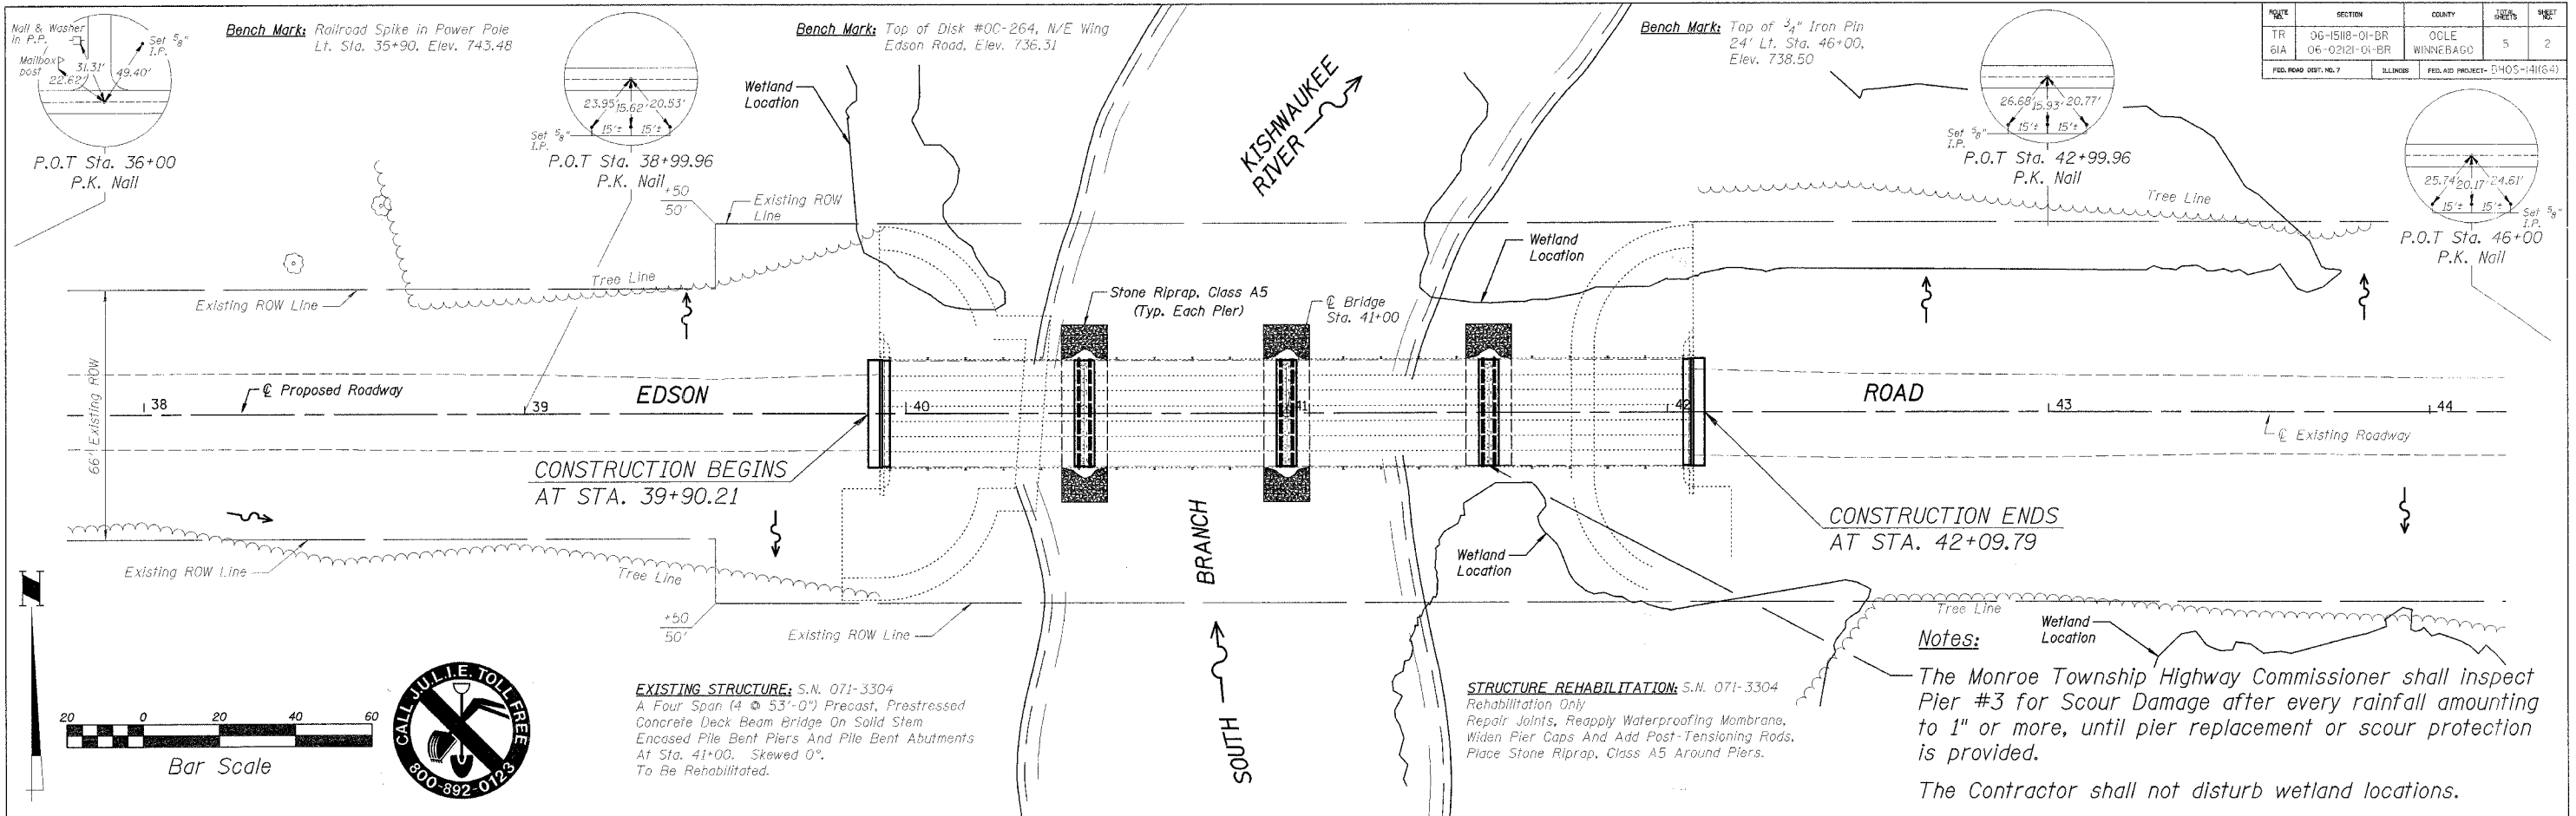 Nail & Washer
in P.P.
Set 5/8"
I.P.
Mailbox
post
31.31'
22.62'
49.40'
P.O.T Sta. 36+00
P.K. Nail
Bench Mark: Railroad Spike in Power Pole
Lt. Sta. 35+90, Elev. 743.48
23.95' 15.62' 20.53'
15'± 15'±
Set 5/8"
I.P.
P.O.T Sta. 38+99.96
P.K. Nail
Bench Mark: Top of Disk #OC-264, N/E Wing
Edson Road, Elev. 736.31
Wetland
Location
KISHWAUKEE
RIVER
Bench Mark: Top of 3/4" Iron Pin
24' Lt. Sta. 46+00,
Elev. 738.50
26.68' 15.93' 20.77'
15'± 15'±
Set 5/8"
I.P.
P.O.T Sta. 42+99.96
P.K. Nail
ROUTE NO. SECTION COUNTY TOTAL SHEETS SHEET NO.
TR 06-15118-01-BR OGLE
61A 06-02121-01-BR WINNEBAGO 5 2
FED. ROAD DIST. NO. 7 ILLINOIS FED. AID PROJECT- BHOS-141(64)
25.74' 20.17' 24.61'
15'± 15'±
Set 5/8"
I.P.
P.O.T Sta. 46+00
P.K. Nail
+50
50'
Existing ROW
Line
Tree Line
Existing ROW Line
Tree Line
Wetland
Location
Stone Riprap, Class A5
(Typ. Each Pier)
℄ Bridge
Sta. 41+00
66' Existing ROW
℄ Proposed Roadway
EDSON
ROAD
38
39
40
41
42
43
44
℄ Existing Roadway
CONSTRUCTION BEGINS
AT STA. 39+90.21
CONSTRUCTION ENDS
AT STA. 42+09.79
Existing ROW Line
Tree Line
+50
50'
Existing ROW Line
SOUTH BRANCH
Wetland
Location
Tree Line
Wetland
Location
N
20 0 20 40 60
Bar Scale
CALL J.U.L.I.E. TOLL FREE
800-892-0123
EXISTING STRUCTURE: S.N. 071-3304
A Four Span (4 @ 53'-0") Precast, Prestressed
Concrete Deck Beam Bridge On Solid Stem
Encased Pile Bent Piers And Pile Bent Abutments
At Sta. 41+00. Skewed 0°.
To Be Rehabilitated.
STRUCTURE REHABILITATION: S.N. 071-3304
Rehabilitation Only
Repair Joints, Reapply Waterproofing Membrane,
Widen Pier Caps And Add Post-Tensioning Rods,
Place Stone Riprap, Class A5 Around Piers.
Notes:
The Monroe Township Highway Commissioner shall inspect
Pier #3 for Scour Damage after every rainfall amounting
to 1" or more, until pier replacement or scour protection
is provided.
The Contractor shall not disturb wetland locations.